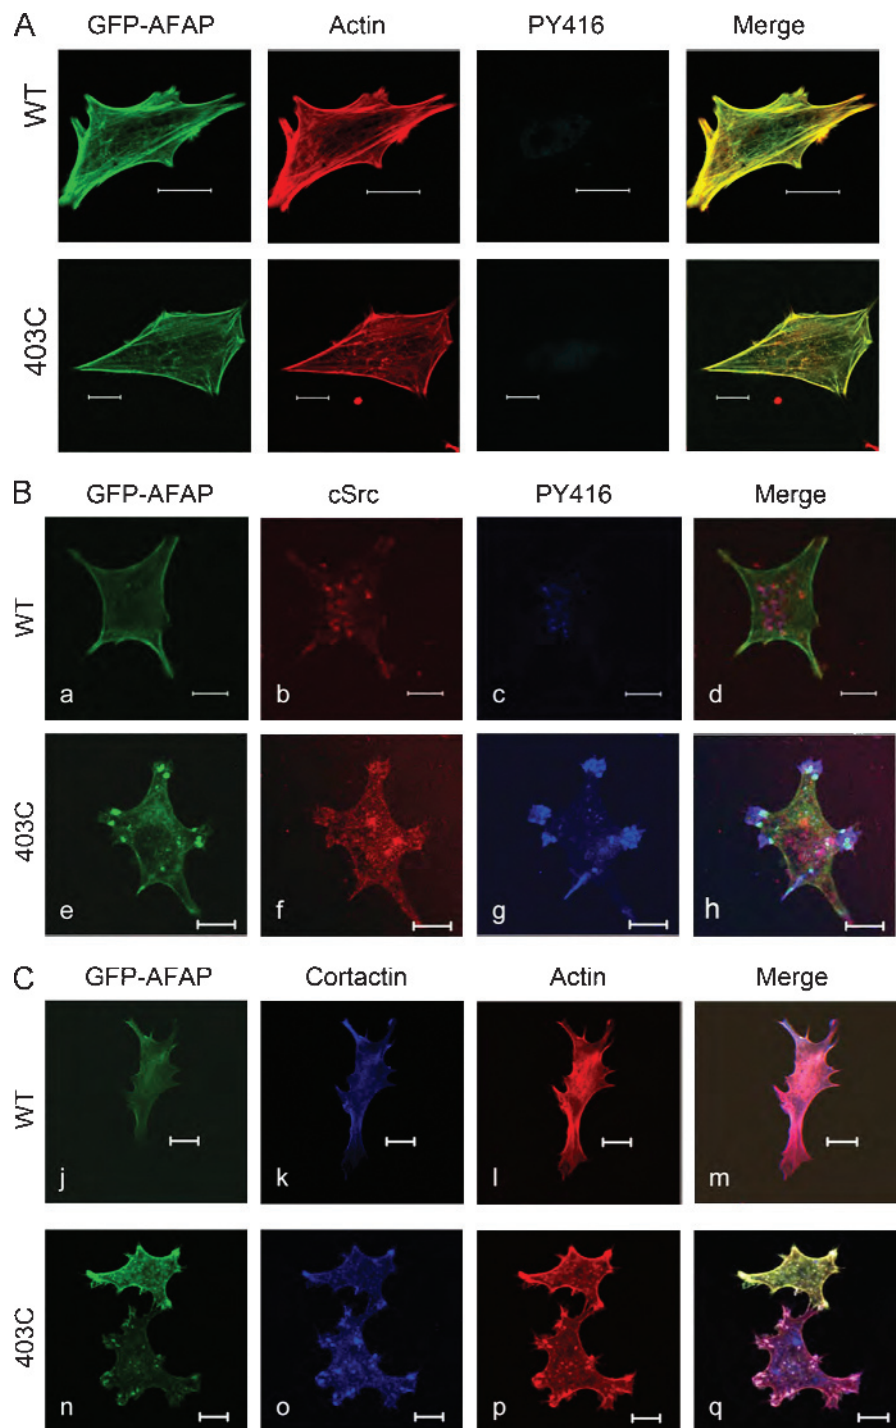 A
GFP-AFAP Actin PY416 Merge
WT
403C
B
GFP-AFAP cSrc PY416 Merge
WT
a b c d
403C
e f g h
C
GFP-AFAP Cortactin Actin Merge
WT
j k l m
403C
n o p q